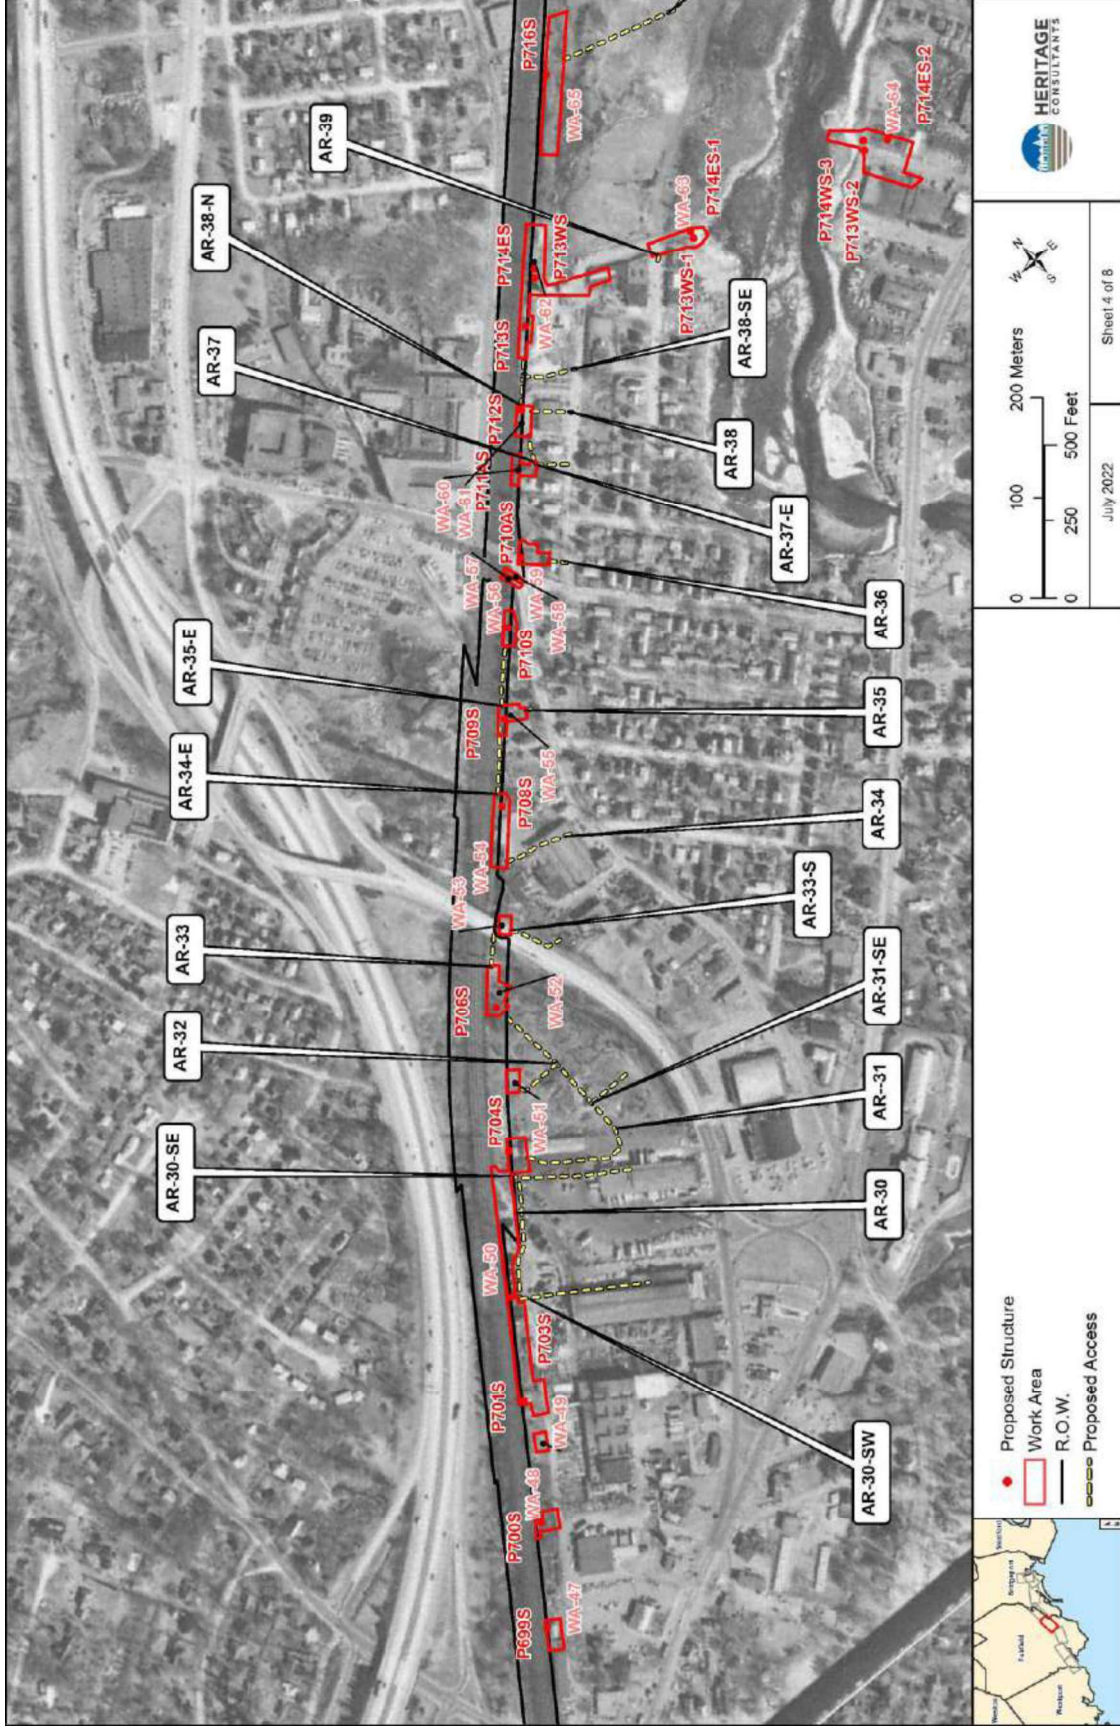 AR-30-SE
AR-32
AR-33
AR-34-E
AR-35-E
AR-37
AR-38-N
AR-39
P699S
WA-47
P700S
WA-48
WA-49
P701S
P703S
WA-50
P704S
WA-51
P706S
WA-52
WA-53
WA-54
P708S
P709S
WA-55
P710S
WA-56
WA-57
WA-58
WA-59
P710AS
WA-60
WA-61
P711AS
P712S
P713S
WA-62
P714ES
P713WS
P713WS-1
WA-63
P714ES-1
WA-65
P716S
P714WS-3
P713WS-2
WA-64
P714ES-2
AR-30-SW
AR-30
AR--31
AR-31-SE
AR-33-S
AR-34
AR-35
AR-36
AR-37-E
AR-38
AR-38-SE
Proposed Structure
Work Area
R.O.W.
Proposed Access
0 100 200 Meters
0 250 500 Feet
N
E
S
W
July 2022
Sheet 4 of 8
HERITAGE
CONSULTANTS
Fairfield
Bridgeport
Westport